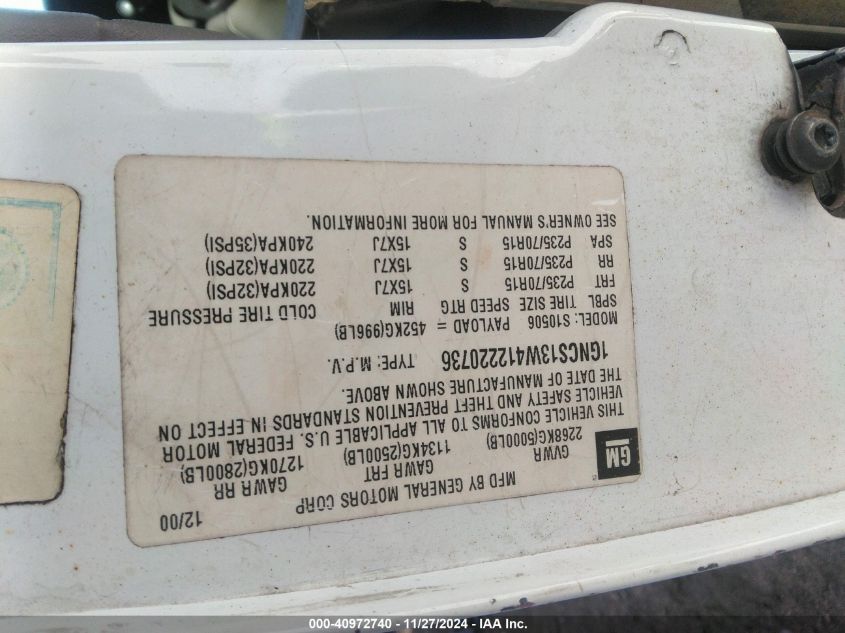 12/00
MFD BY GENERAL MOTORS CORP
GM
GVWR GAWR FRT GAWR RR
2268KG(5000LB) 1134KG(2500LB) 1270KG(2800LB)
THIS VEHICLE CONFORMS TO ALL APPLICABLE U.S. FEDERAL MOTOR
VEHICLE SAFETY AND THEFT PREVENTION STANDARDS IN EFFECT ON
THE DATE OF MANUFACTURE SHOWN ABOVE.
1GNCS13W412220736 TYPE: M.P.V.
MODEL: S10506 PAYLOAD = 452KG(996LB)
SPBL TIRE SIZE SPEED RTG RIM COLD TIRE PRESSURE
FRT P235/70R15 S 15X7J 220KPA(32PSI)
RR P235/70R15 S 15X7J 220KPA(32PSI)
SPA P235/70R15 S 15X7J 240KPA(35PSI)
SEE OWNER'S MANUAL FOR MORE INFORMATION.
000-40972740 - 11/27/2024 - IAA Inc.